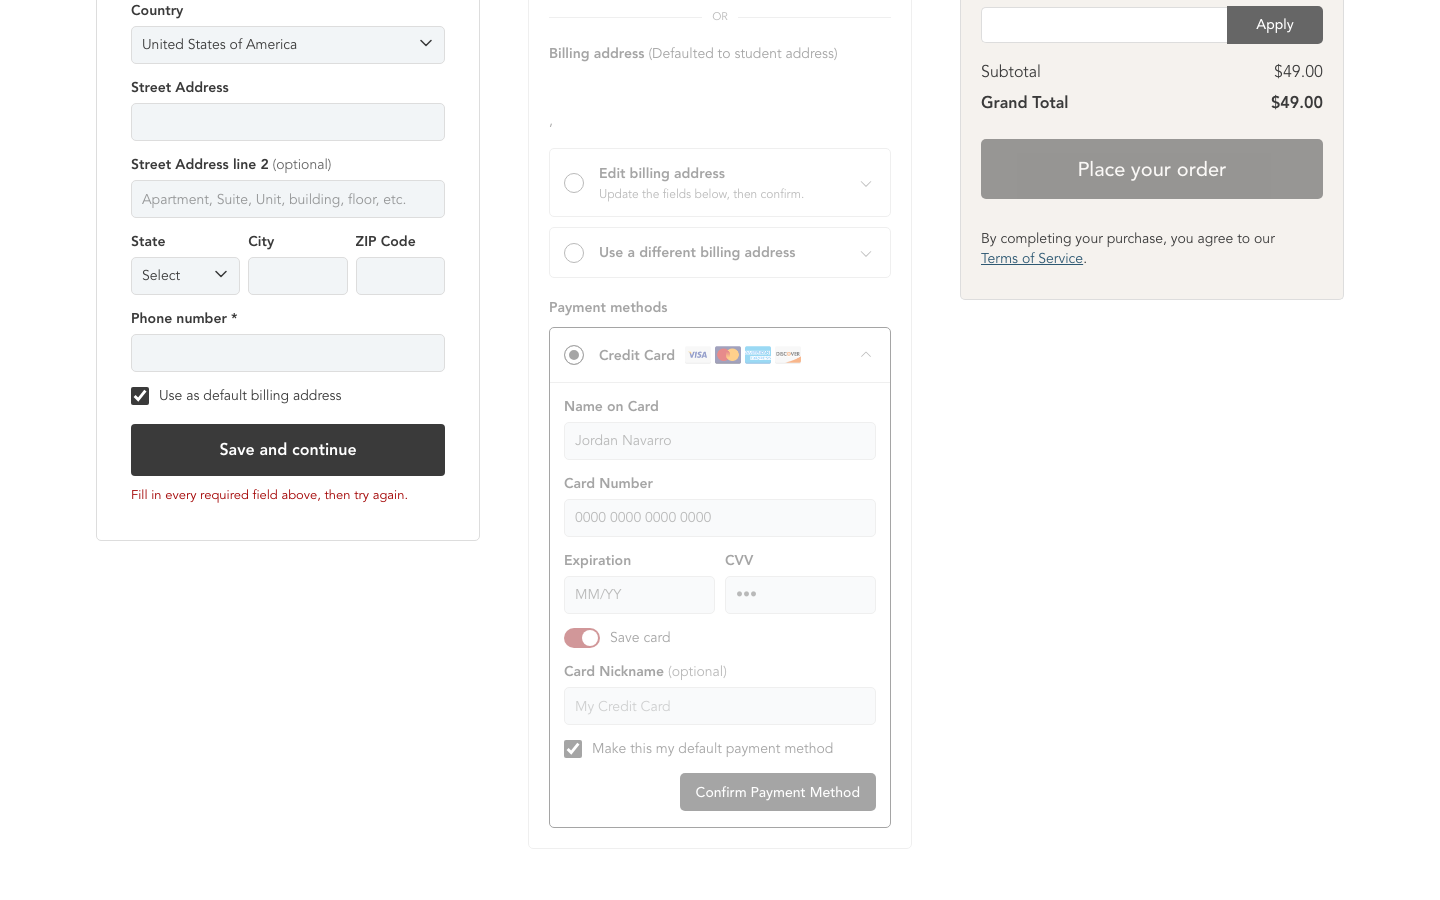 Country
United States of America
Street Address
Street Address line 2 (optional)
Apartment, Suite, Unit, building, floor, etc.
State City ZIP Code
Select
Phone number *
Use as default billing address
Save and continue
Fill in every required field above, then try again.
OR
Billing address (Defaulted to student address)
,
Edit billing address
Update the fields below, then confirm.
Use a different billing address
Payment methods
Credit Card VISA DISCOVER
Name on Card
Jordan Navarro
Card Number
0000 0000 0000 0000
Expiration CVV
MM/YY •••
Save card
Card Nickname (optional)
My Credit Card
Make this my default payment method
Confirm Payment Method
Apply
Subtotal $49.00
Grand Total $49.00
Place your order
By completing your purchase, you agree to our
Terms of Service.